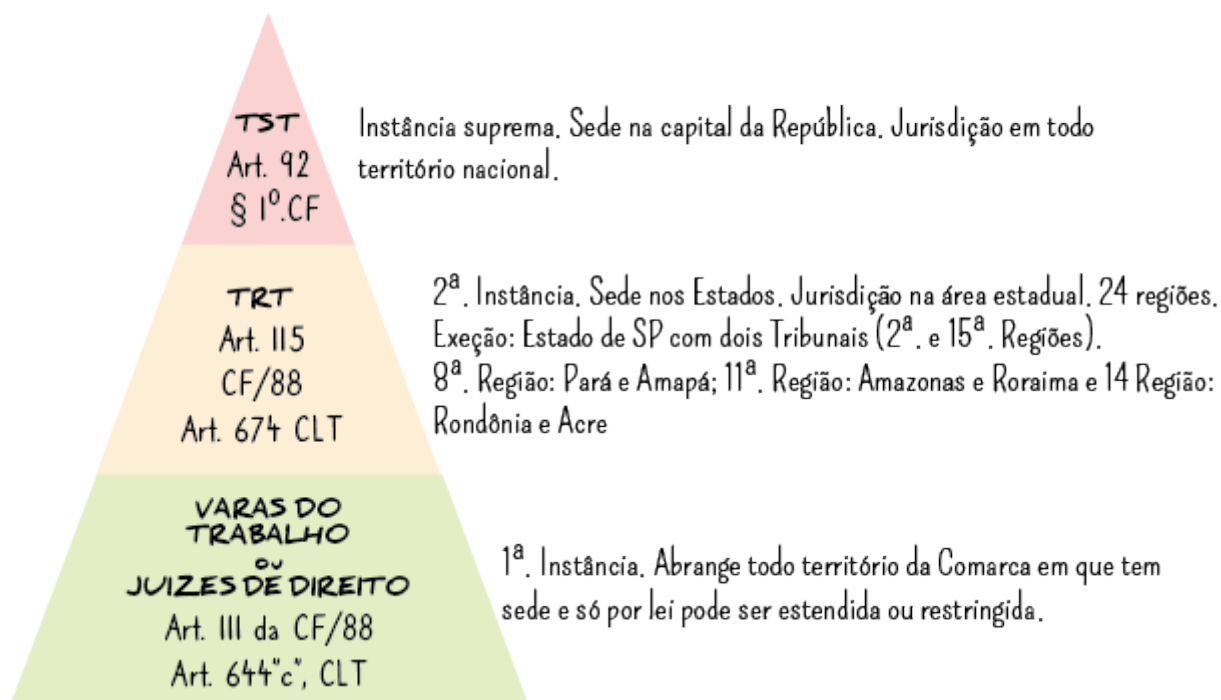 TST
Art. 92
§ 1º.CF
Instância suprema. Sede na capital da República. Jurisdição em todo
território nacional.
TRT
Art. 115
CF/88
Art. 674 CLT
2ª. Instância. Sede nos Estados. Jurisdição na área estadual. 24 regiões.
Exeção: Estado de SP com dois Tribunais (2ª. e 15ª. Regiões).
8ª. Região: Pará e Amapá; 11ª. Região: Amazonas e Roraima e 14 Região:
Rondônia e Acre
VARAS DO
TRABALHO
OU
JUIZES DE DIREITO
Art. 111 da CF/88
Art. 644"c", CLT
1ª. Instância. Abrange todo território da Comarca em que tem
sede e só por lei pode ser estendida ou restringida.